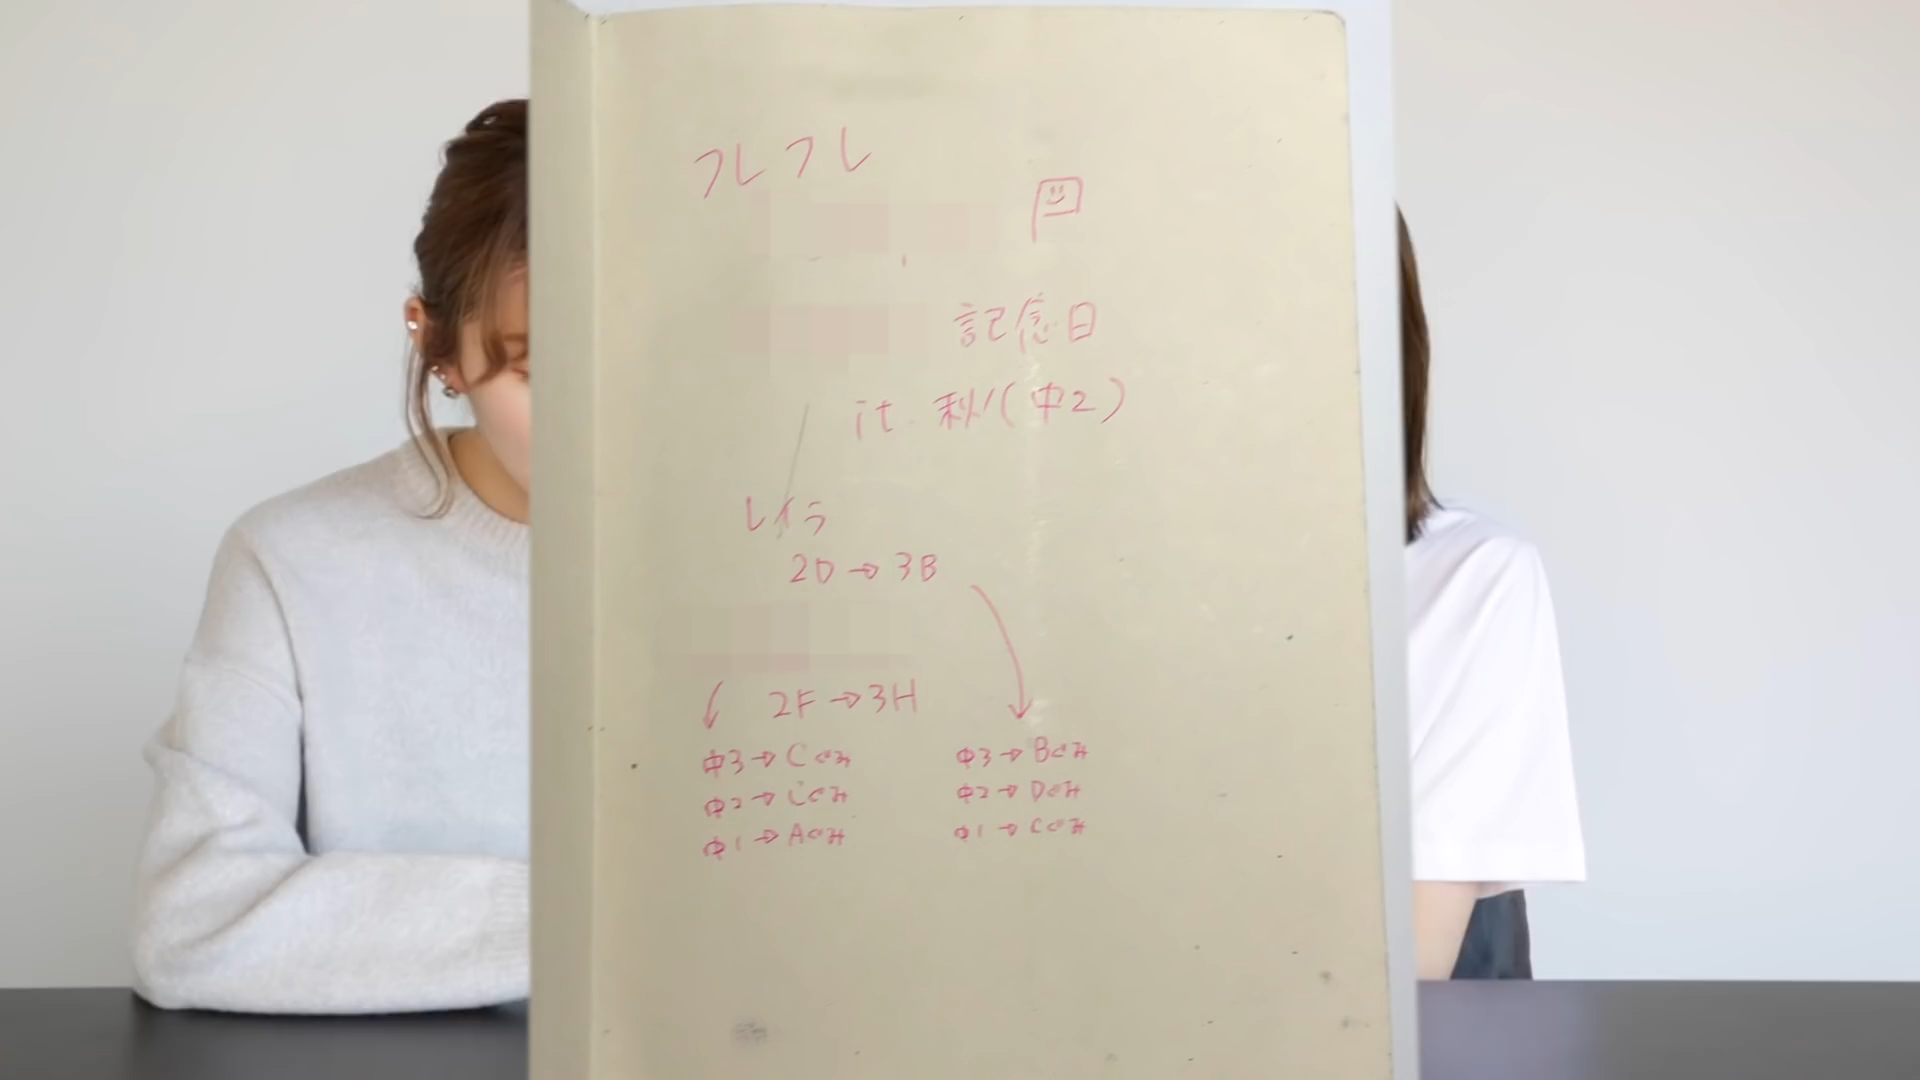 フレフレ
記念日
it. 秋(中2)
レイラ
2D→3B
2F→3H
中3→Cぐみ
中2→Cぐみ
中1→Aぐみ
中3→Bぐみ
中2→Dぐみ
中1→Cぐみ